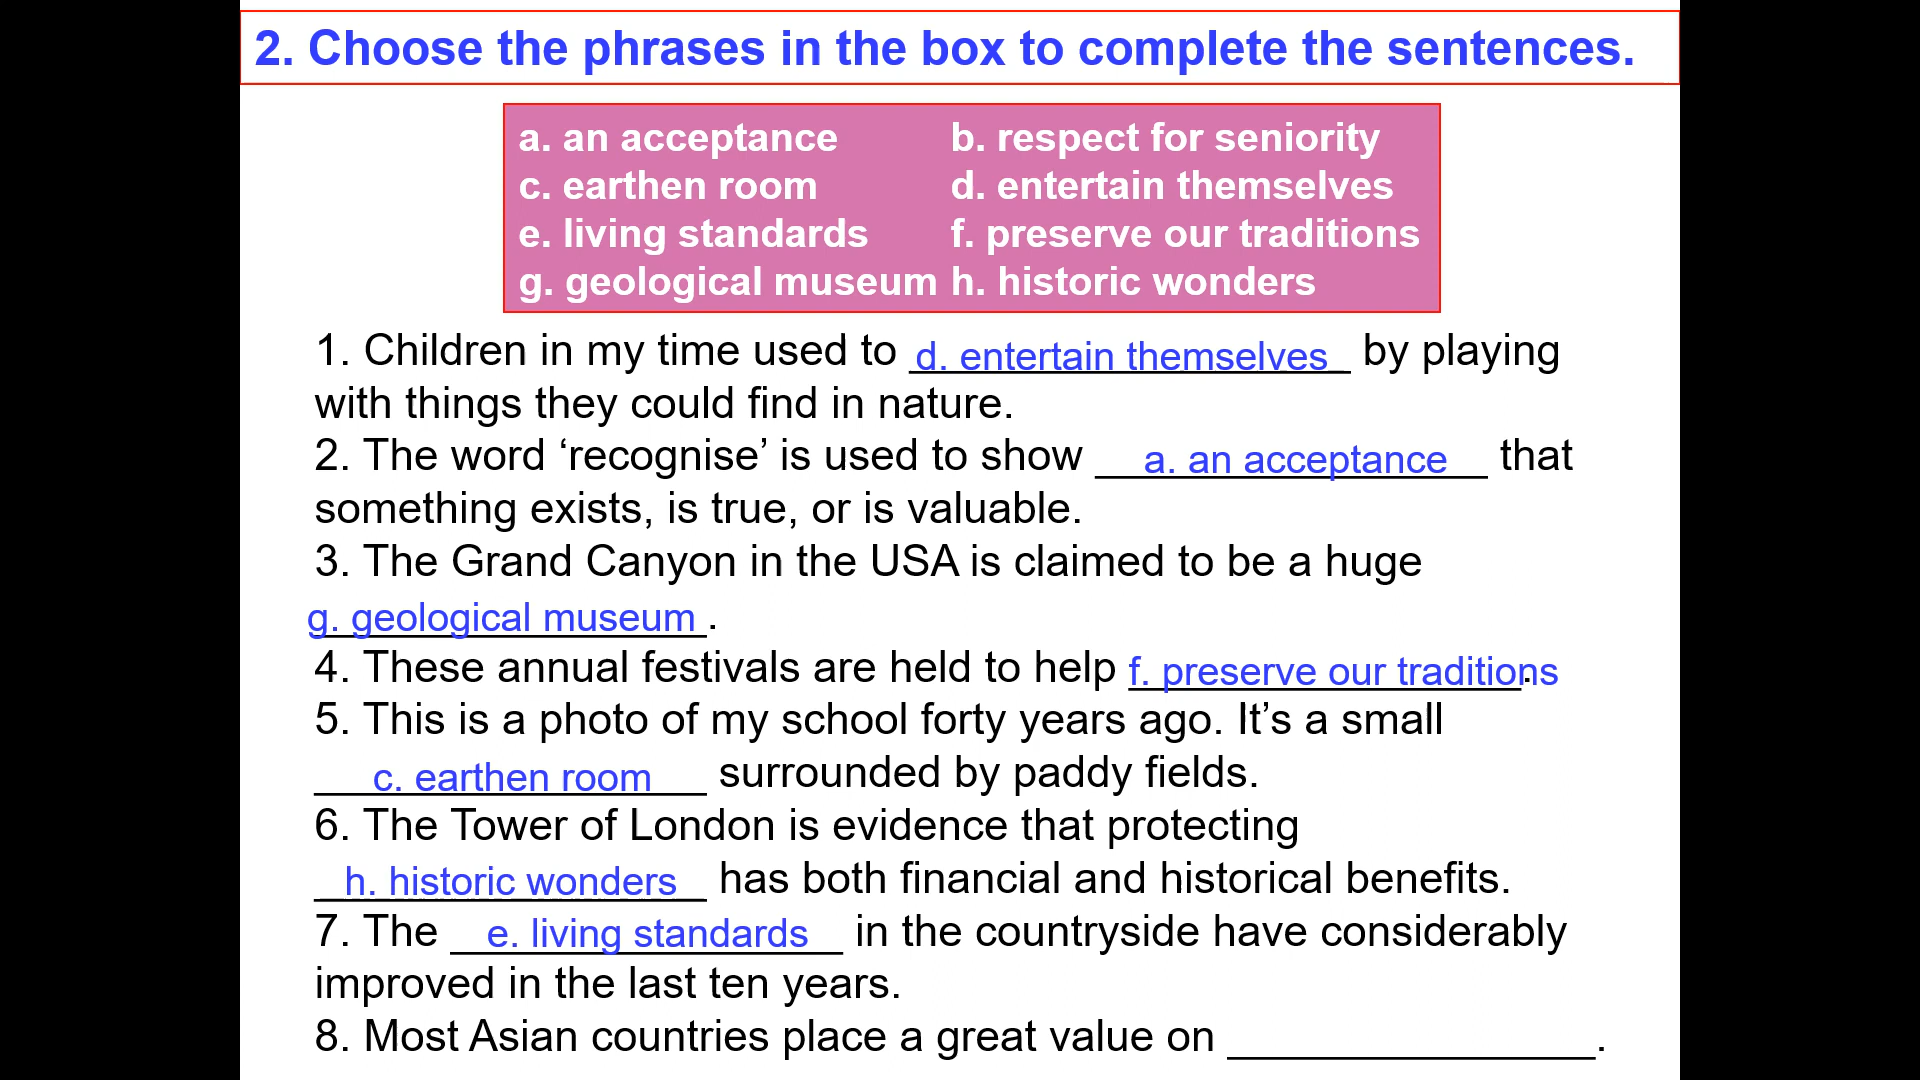 2. Choose the phrases in the box to complete the sentences.
a. an acceptance b. respect for seniority
c. earthen room d. entertain themselves
e. living standards f. preserve our traditions
g. geological museum h. historic wonders
1. Children in my time used to d. entertain themselves by playing
with things they could find in nature.
2. The word ‘recognise’ is used to show a. an acceptance that
something exists, is true, or is valuable.
3. The Grand Canyon in the USA is claimed to be a huge
g. geological museum.
4. These annual festivals are held to help f. preserve our traditions.
5. This is a photo of my school forty years ago. It’s a small
c. earthen room surrounded by paddy fields.
6. The Tower of London is evidence that protecting
h. historic wonders has both financial and historical benefits.
7. The e. living standards in the countryside have considerably
improved in the last ten years.
8. Most Asian countries place a great value on _______________.